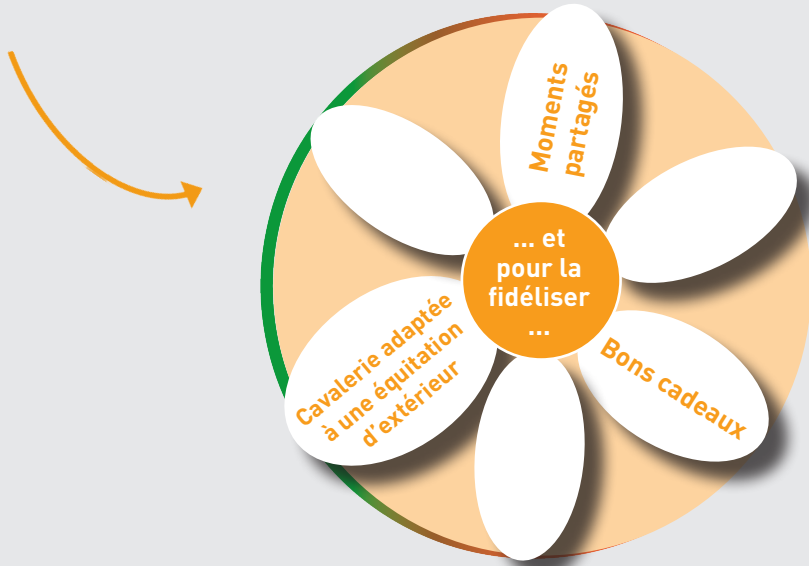 Moments
partagés
... et
pour la
fidéliser
...
Cavalerie adaptée
à une équitation
d'extérieur
Bons cadeaux